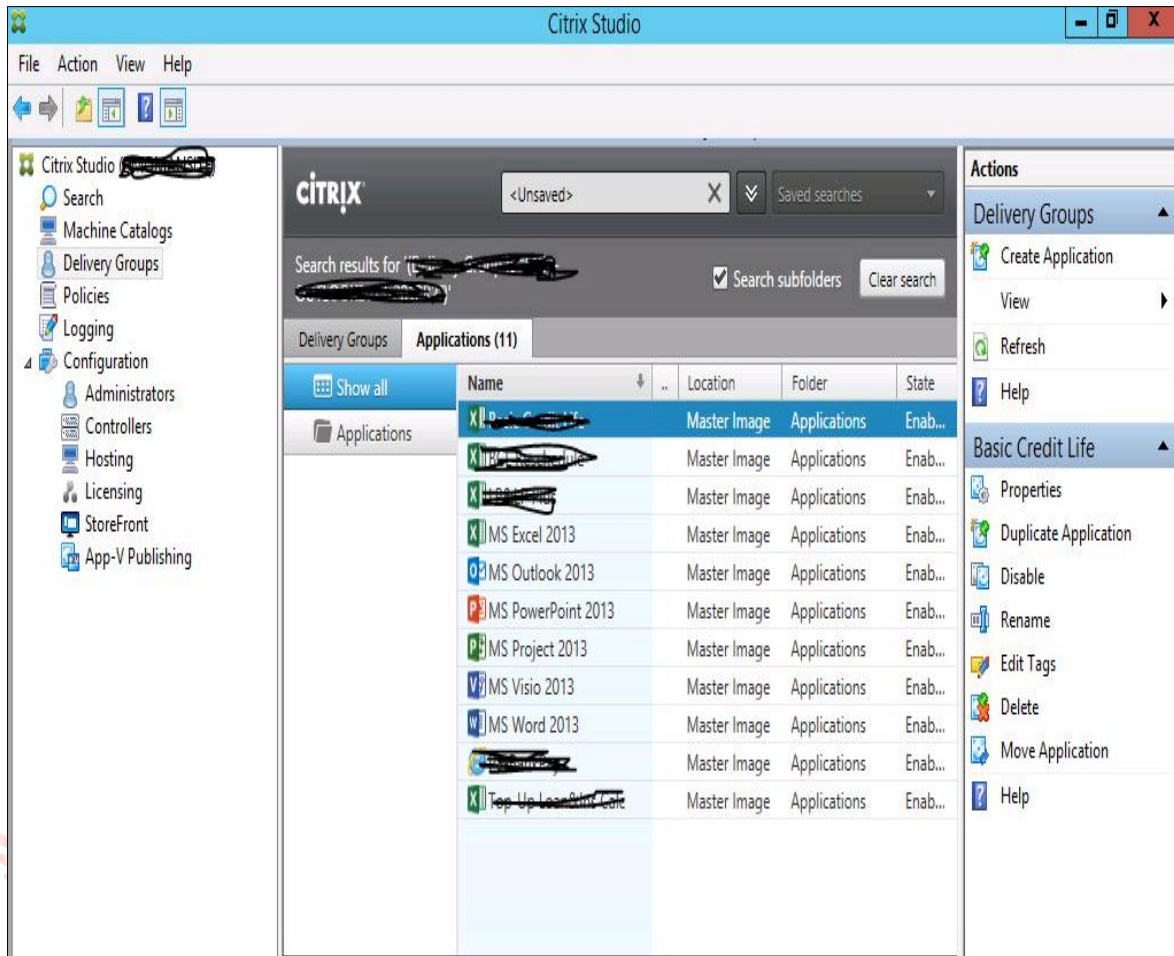 Citrix Studio
File Action View Help
Citrix Studio
Search
Machine Catalogs
Delivery Groups
Policies
Logging
Configuration
Administrators
Controllers
Hosting
Licensing
StoreFront
App-V Publishing
CİTRIX
<Unsaved>
Saved searches
Search results for '(
Search subfolders
Clear search
Delivery Groups
Applications (11)
Show all
Applications
Name .. Location Folder State
Master Image Applications Enab...
Master Image Applications Enab...
Master Image Applications Enab...
MS Excel 2013 Master Image Applications Enab...
MS Outlook 2013 Master Image Applications Enab...
MS PowerPoint 2013 Master Image Applications Enab...
MS Project 2013 Master Image Applications Enab...
MS Visio 2013 Master Image Applications Enab...
MS Word 2013 Master Image Applications Enab...
Master Image Applications Enab...
Master Image Applications Enab...
Actions
Delivery Groups
Create Application
View
Refresh
Help
Basic Credit Life
Properties
Duplicate Application
Disable
Rename
Edit Tags
Delete
Move Application
Help